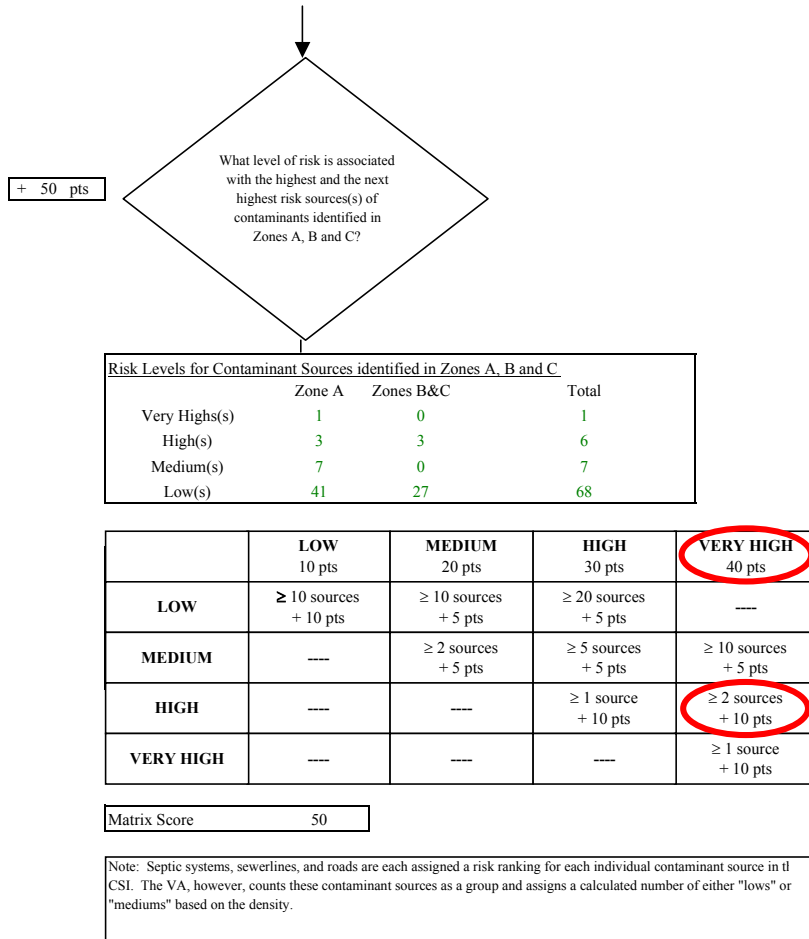 What level of risk is associated
with the highest and the next
highest risk sources(s) of
contaminants identified in
Zones A, B and C?
+ 50 pts
Risk Levels for Contaminant Sources identified in Zones A, B and C
Zone A Zones B&C Total
Very Highs(s) 1 0 1
High(s) 3 3 6
Medium(s) 7 0 7
Low(s) 41 27 68
LOW MEDIUM HIGH VERY HIGH
10 pts 20 pts 30 pts 40 pts
LOW ≥ 10 sources ≥ 10 sources ≥ 20 sources ----
+ 10 pts + 5 pts + 5 pts
MEDIUM ---- ≥ 2 sources ≥ 5 sources ≥ 10 sources
+ 5 pts + 5 pts + 5 pts
HIGH ---- ---- ≥ 1 source ≥ 2 sources
+ 10 pts + 10 pts
VERY HIGH ---- ---- ---- ≥ 1 source
+ 10 pts
Matrix Score 50
Note: Septic systems, sewerlines, and roads are each assigned a risk ranking for each individual contaminant source in
CSI. The VA, however, counts these contaminant sources as a group and assigns a calculated number of either "lows" or
"mediums" based on the density.